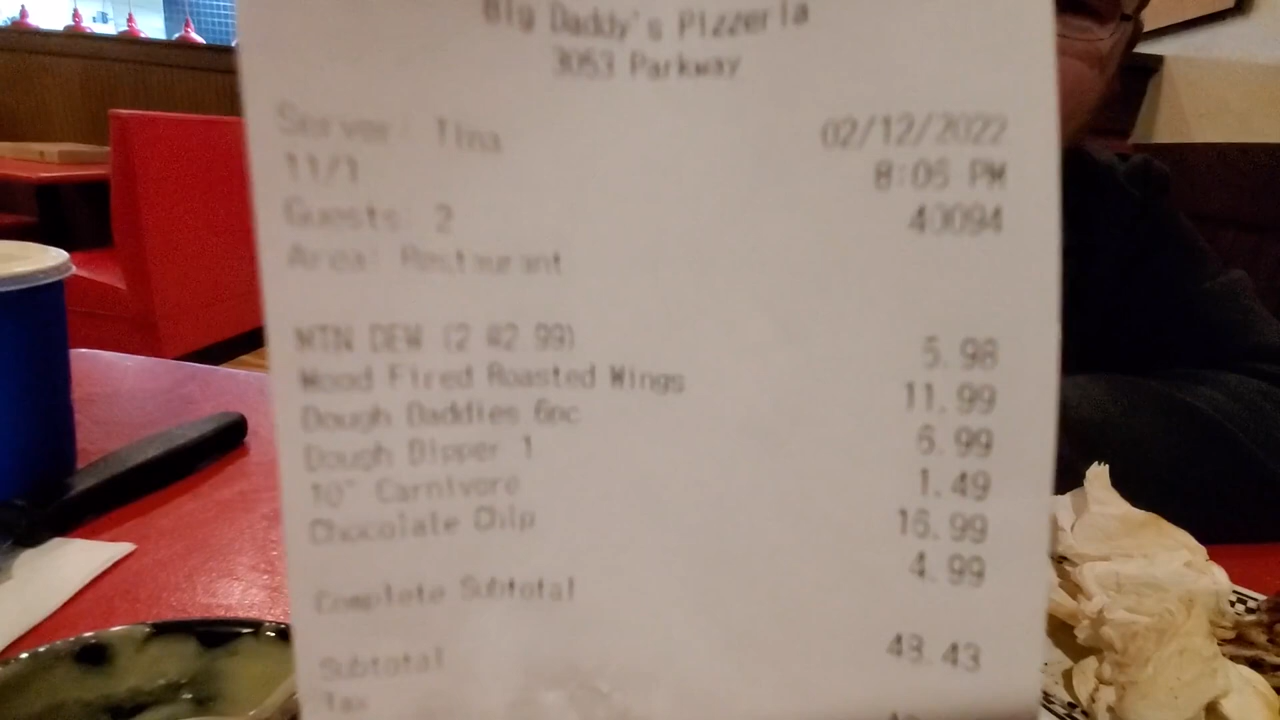 Big Daddy's Pizzeria
3053 Parkway
Server: Tina 02/12/2022
11/1 8:06 PM
Guests: 2 40094
Area: Restaurant
MTN DEW (2 @2.99) 5.98
Wood Fired Roasted Wings 11.99
Dough Daddies 6pc 6.99
Dough Dipper 1 1.49
10" Carnivore 16.99
Chocolate Chip 4.99
Complete Subtotal
Subtotal 48.43
Tax